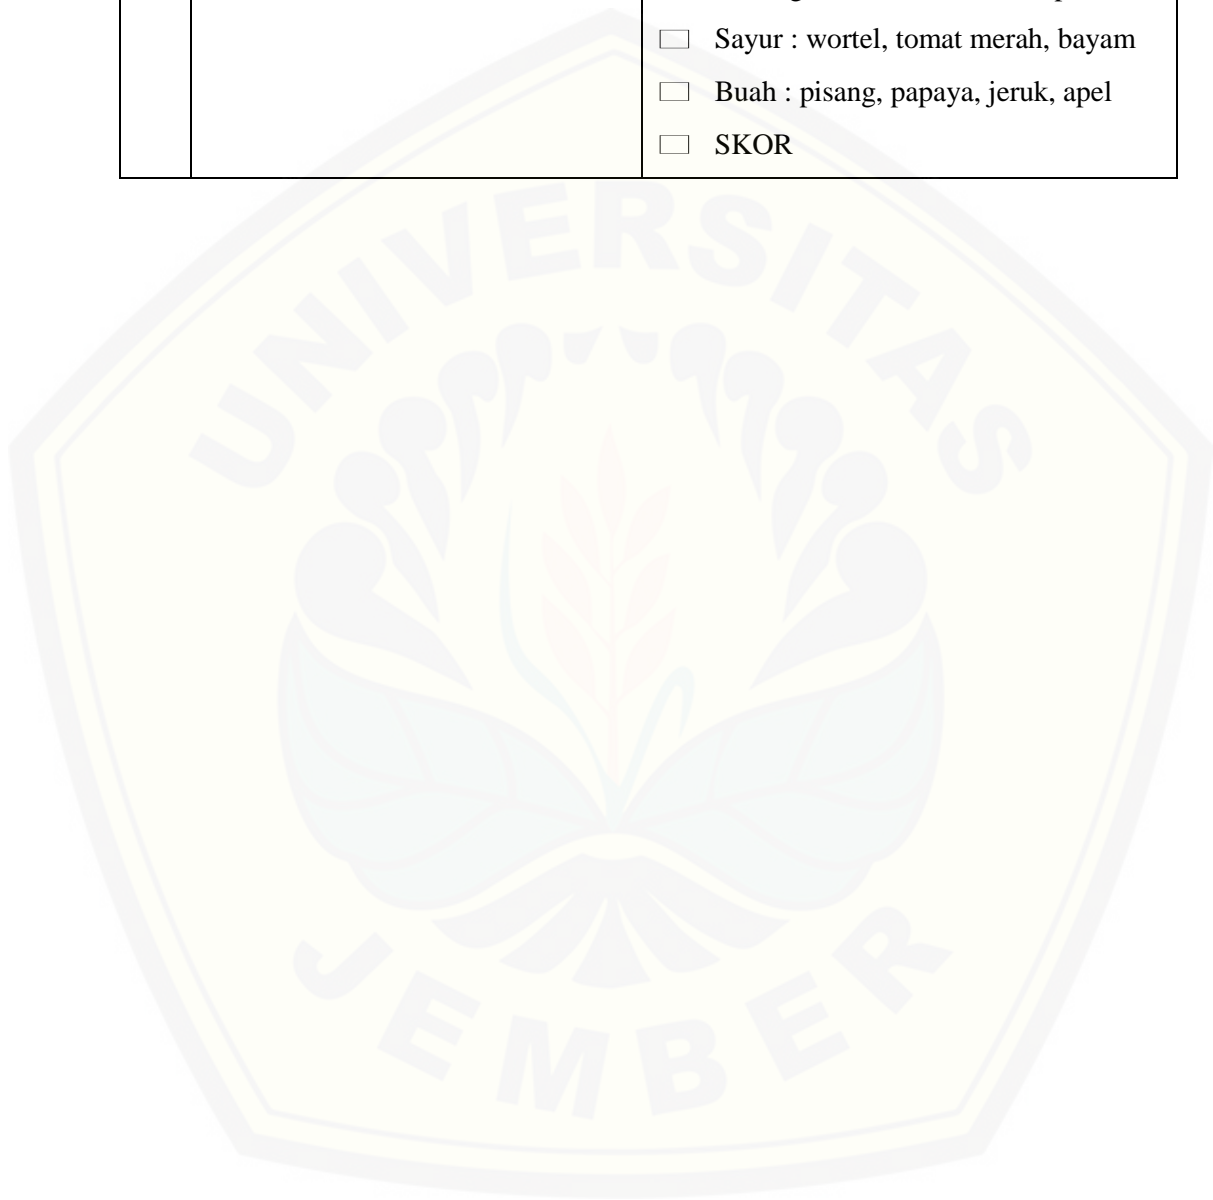 Sayur : wortel, tomat merah, bayam
Buah : pisang, papaya, jeruk, apel
SKOR
UNIVERSITAS
JEMBER